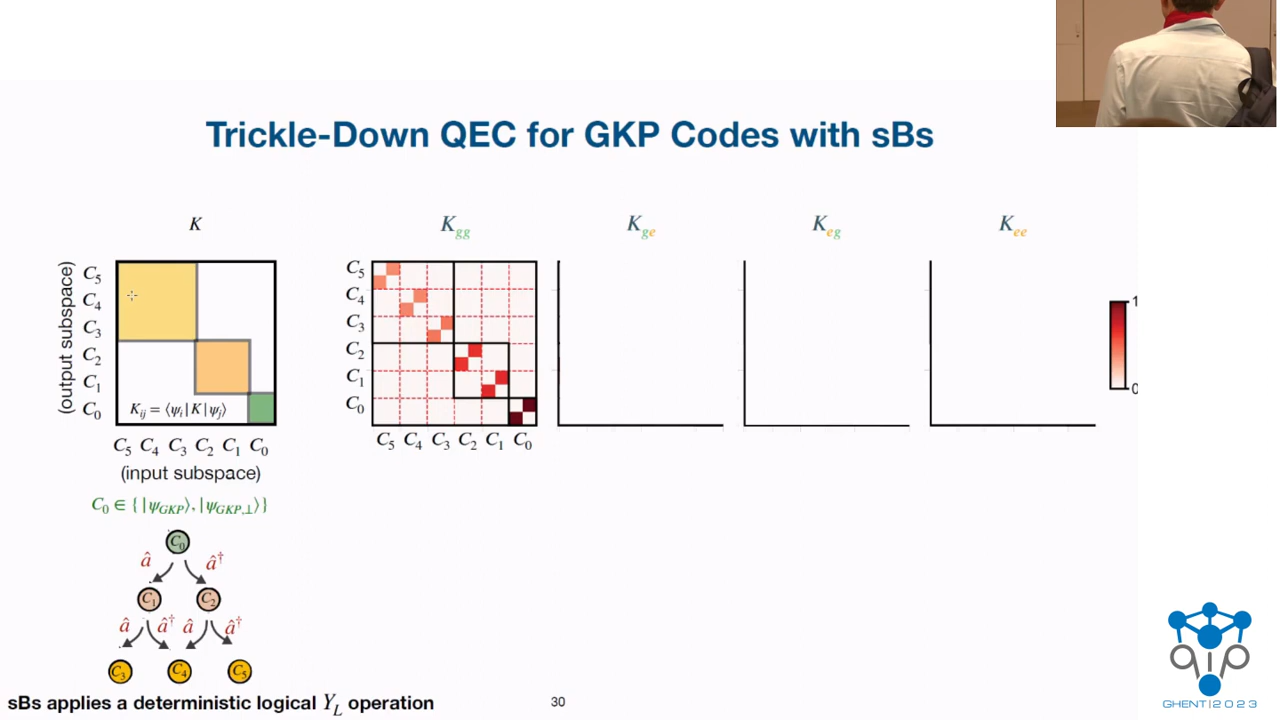 Trickle-Down QEC for GKP Codes with sBs
K
K_gg
K_ge
K_eg
K_ee
(output subspace)
C_5
C_4
C_3
C_2
C_1
C_0
K_ij = ⟨ψ_i|K|ψ_j⟩
C_5 C_4 C_3 C_2 C_1 C_0
(input subspace)
C_5
C_4
C_3
C_2
C_1
C_0
C_5 C_4 C_3 C_2 C_1 C_0
1
0
C_0 ∈ {|ψ_GKP⟩, |ψ_GKP,⊥⟩}
C_0
â â†
C_1 C_2
â â† â â†
C_3 C_4 C_5
sBs applies a deterministic logical Y_L operation
30
qip
GHENT|2023